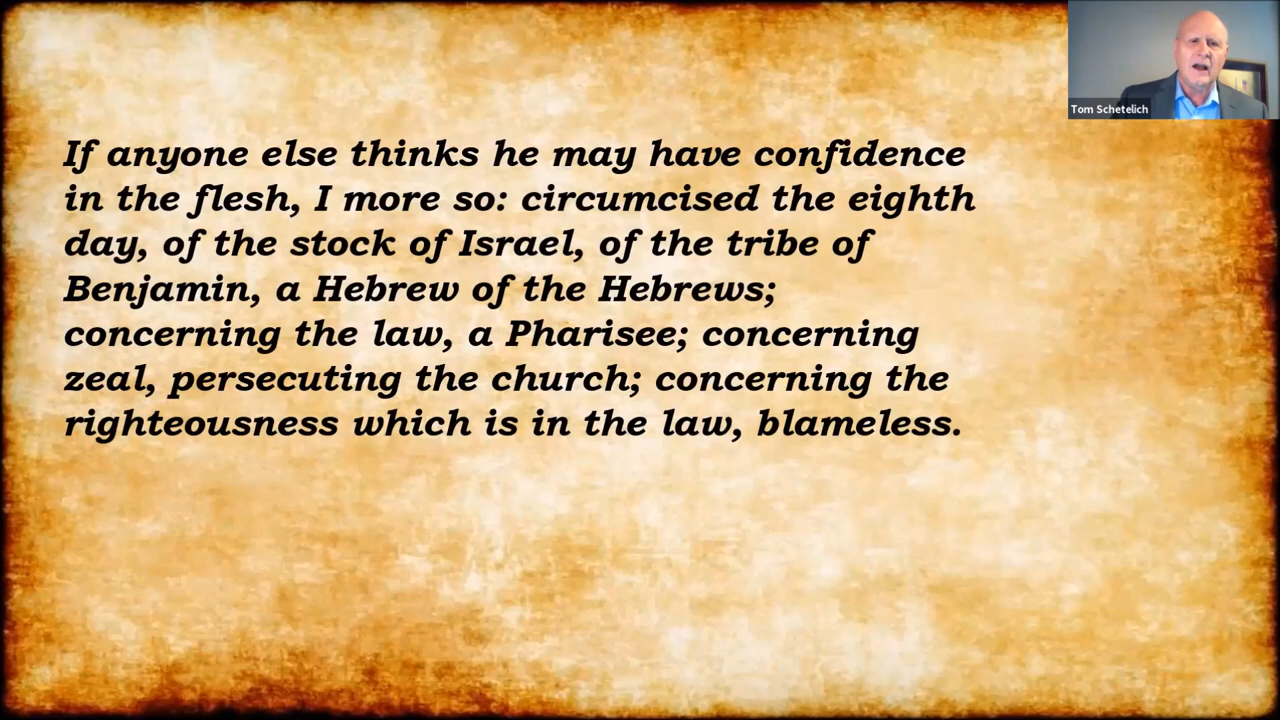 Tom Schetelich
If anyone else thinks he may have confidence
in the flesh, I more so: circumcised the eighth
day, of the stock of Israel, of the tribe of
Benjamin, a Hebrew of the Hebrews;
concerning the law, a Pharisee; concerning
zeal, persecuting the church; concerning the
righteousness which is in the law, blameless.